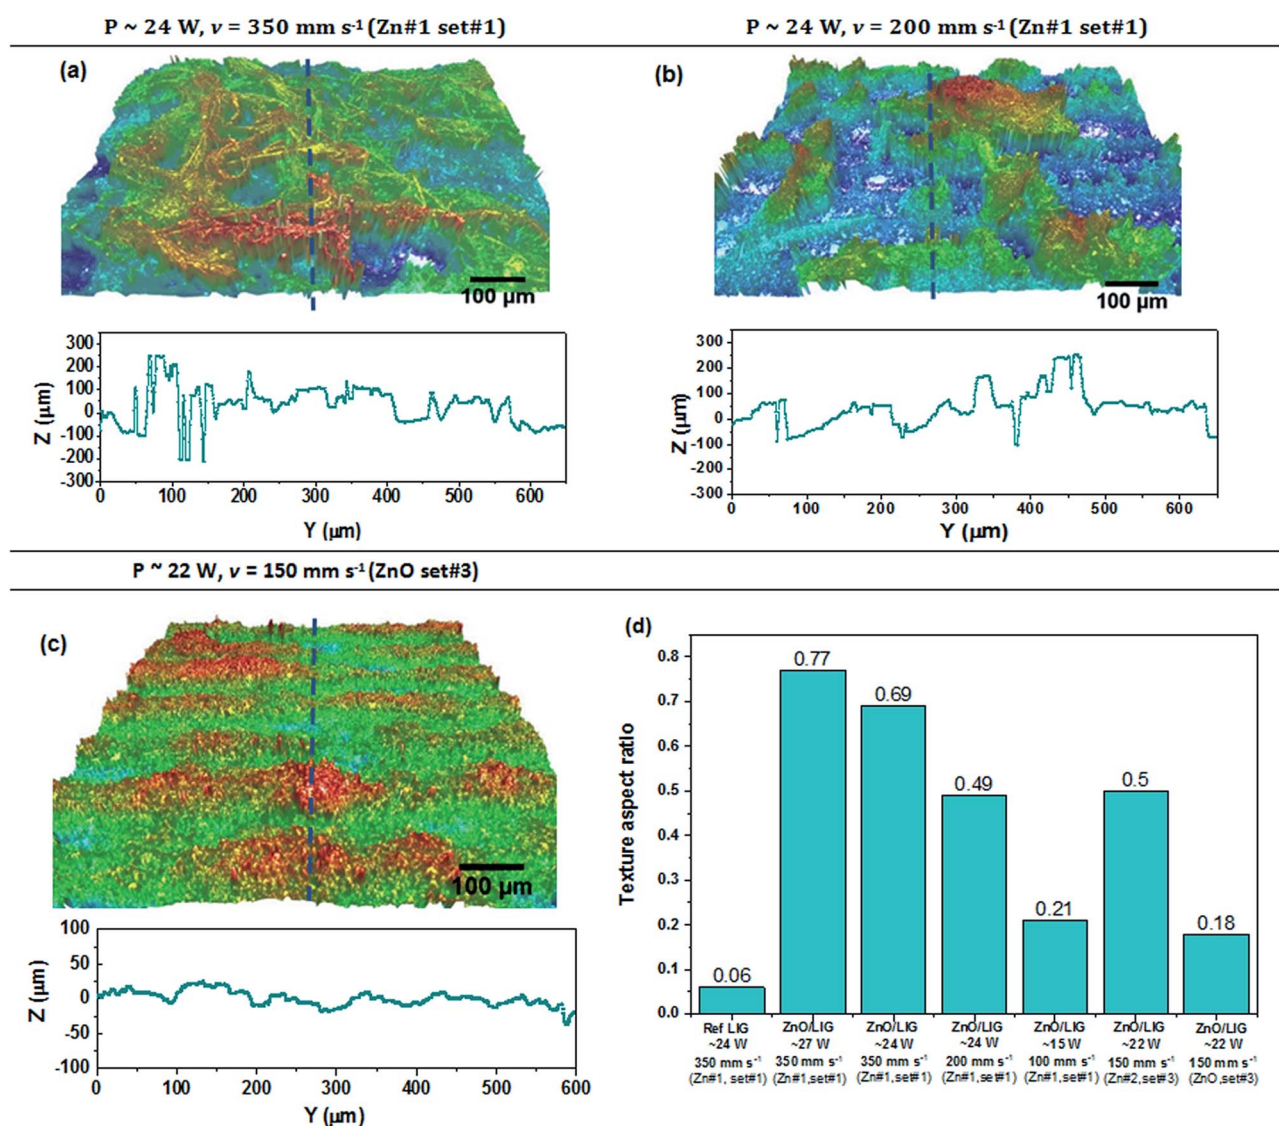 P ~ 24 W, v = 350 mm s-1 (Zn#1 set#1)
P ~ 24 W, v = 200 mm s-1 (Zn#1 set#1)
(a)
100 µm
(b)
100 µm
300
200
100
0
-100
-200
-300
Z (µm)
0 100 200 300 400 500 600
Y (µm)
300
200
100
0
-100
-200
-300
Z (µm)
0 100 200 300 400 500 600
Y (µm)
P ~ 22 W, v = 150 mm s-1 (ZnO set#3)
(c)
100 µm
100
50
0
-50
-100
Z (µm)
0 100 200 300 400 500 600
Y (µm)
(d)
Texture aspect ratio
0.8
0.7
0.6
0.5
0.4
0.3
0.2
0.1
0.0
0.06
0.77
0.69
0.49
0.21
0.5
0.18
Ref LIG
~24 W
350 mm s-1
(Zn#1, set#1)
ZnO/LIG
~27 W
350 mm s-1
(Zn#1,set#1)
ZnO/LIG
~24 W
350 mm s-1
(Zn#1,set#1)
ZnO/LIG
~24 W
200 mm s-1
(Zn#1,set#1)
ZnO/LIG
~15 W
100 mm s-1
(Zn#1,set#1)
ZnO/LIG
~22 W
150 mm s-1
(Zn#2,set#3)
ZnO/LIG
~22 W
150 mm s-1
(ZnO,set#3)